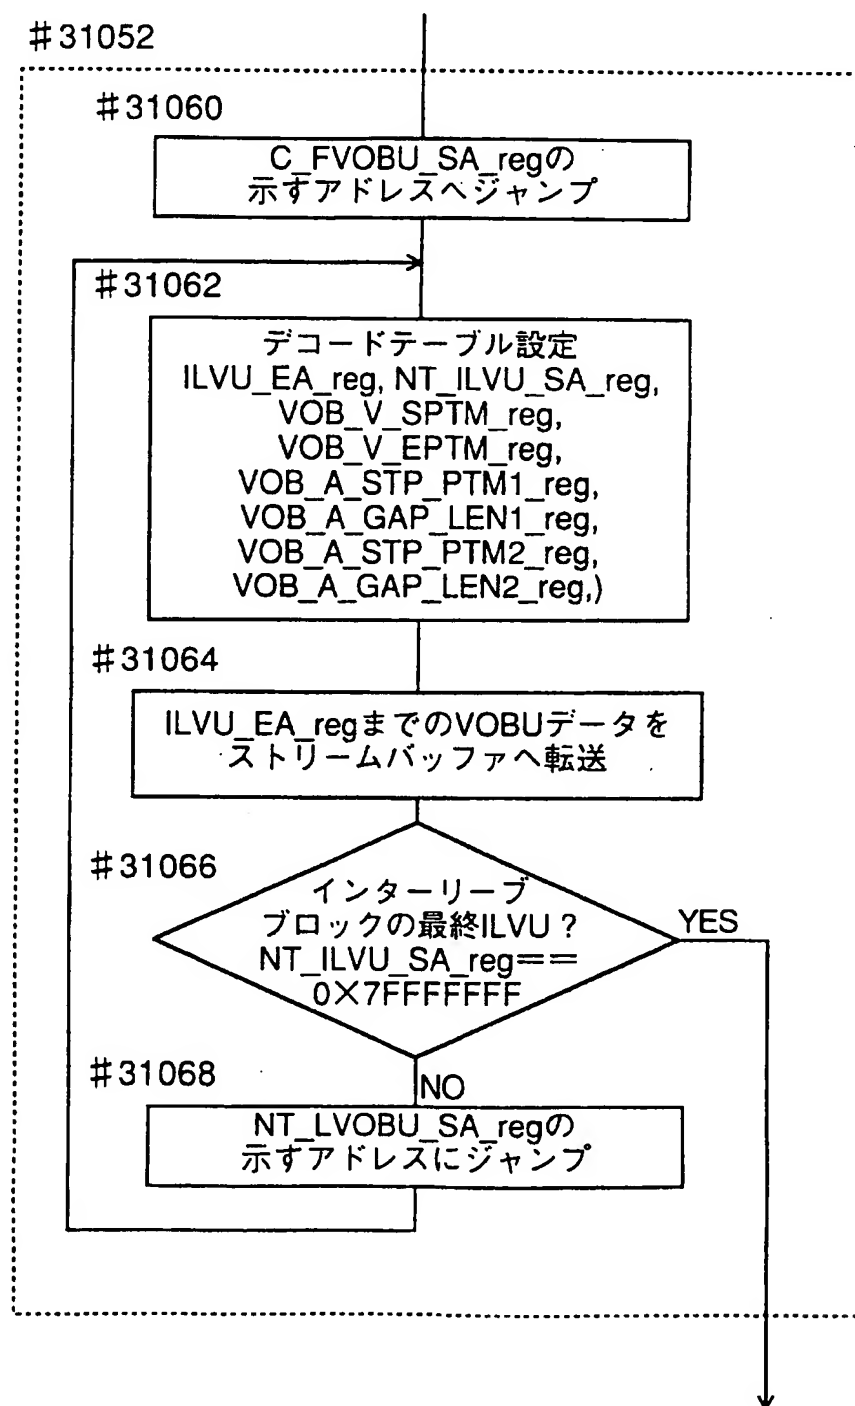 #31052
#31060
C_FVOBU_SA_regの
示すアドレスへジャンプ
#31062
デコードテーブル設定
ILVU_EA_reg, NT_ILVU_SA_reg,
VOB_V_SPTM_reg,
VOB_V_EPTM_reg,
VOB_A_STP_PTM1_reg,
VOB_A_GAP_LEN1_reg,
VOB_A_STP_PTM2_reg,
VOB_A_GAP_LEN2_reg,)
#31064
ILVU_EA_regまでのVOBUデータを
ストリームバッファへ転送
#31066
インターリーブ
ブロックの最終ILVU?
NT_ILVU_SA_reg==
0×7FFFFFFF
YES
#31068
NO
NT_LVOBU_SA_regの
示すアドレスにジャンプ